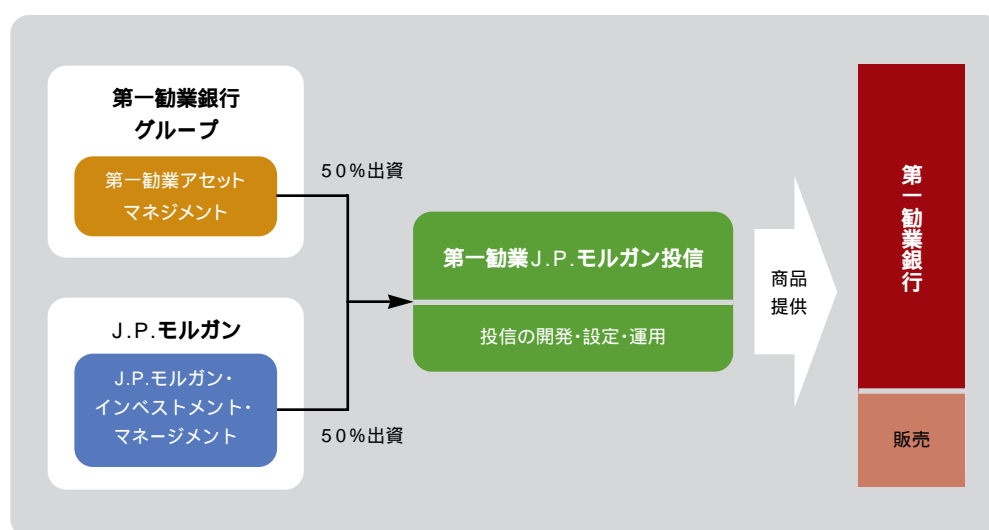 第一勧業銀行
グループ
第一勧業アセット
マネジメント
50%出資
J.P.モルガン
J.P.モルガン・
インベストメント・
マネージメント
50%出資
第一勧業J.P.モルガン投信
投信の開発・設定・運用
商品
提供
第一勧業銀行
販売